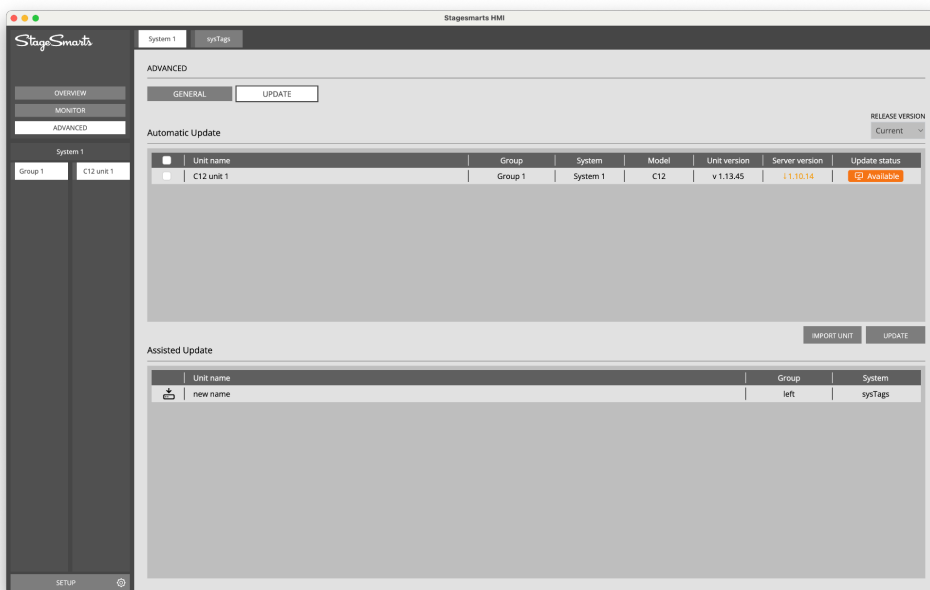 Stagesmarts HMI
StageSmarts
System 1
sysTags
ADVANCED
OVERVIEW
MONITOR
ADVANCED
System 1
Group 1
C12 unit 1
SETUP
GENERAL
UPDATE
RELEASE VERSION
Current
Automatic Update
Unit name Group System Model Unit version Server version Update status
C12 unit 1 Group 1 System 1 C12 v 1.13.45 ↓1.10.14 Available
IMPORT UNIT
UPDATE
Assisted Update
Unit name Group System
new name left sysTags